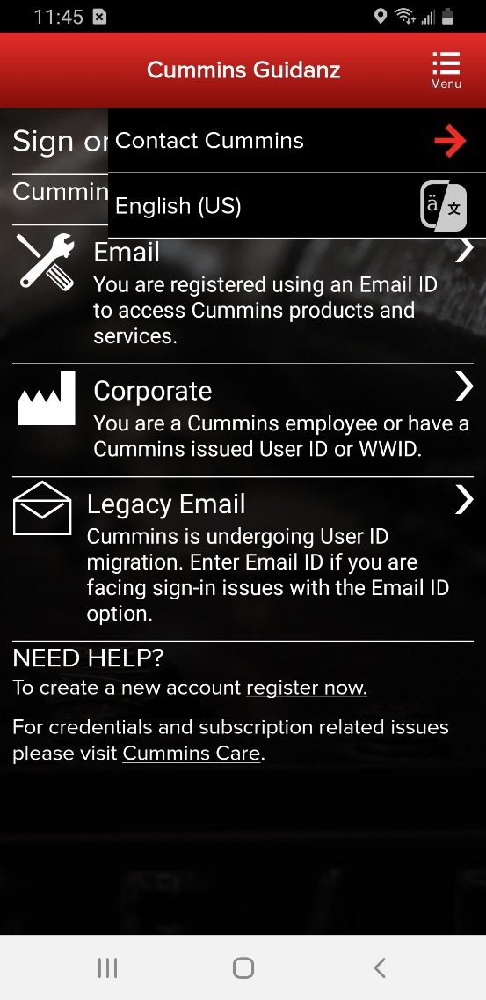 11:45
Cummins Guidanz
Menu
Sign or
Contact Cummins
Cummin
English (US)
ä 文
Email
You are registered using an Email ID
to access Cummins products and
services.
Corporate
You are a Cummins employee or have a
Cummins issued User ID or WWID.
Legacy Email
Cummins is undergoing User ID
migration. Enter Email ID if you are
facing sign-in issues with the Email ID
option.
NEED HELP?
To create a new account register now.
For credentials and subscription related issues
please visit Cummins Care.